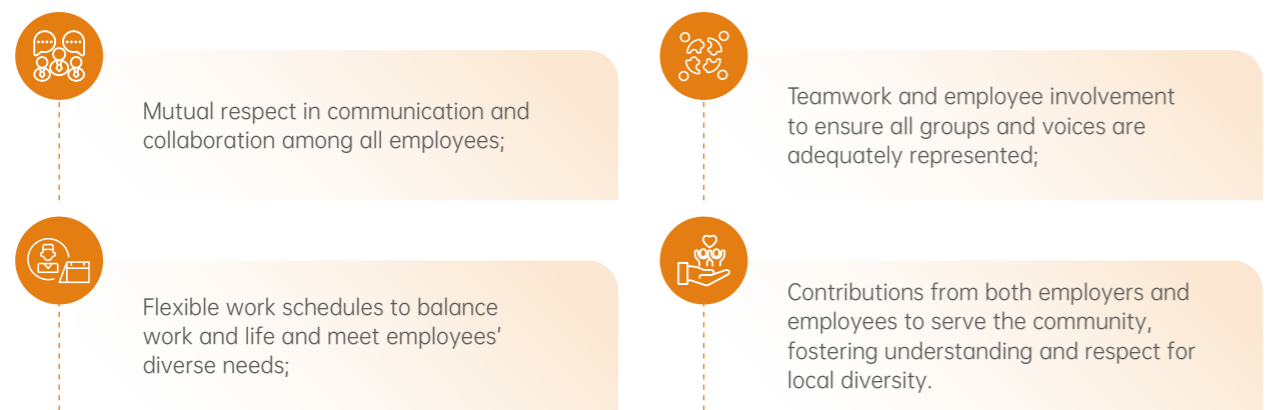 Mutual respect in communication and
collaboration among all employees;
Teamwork and employee involvement
to ensure all groups and voices are
adequately represented;
Flexible work schedules to balance
work and life and meet employees’
diverse needs;
Contributions from both employers and
employees to serve the community,
fostering understanding and respect for
local diversity.